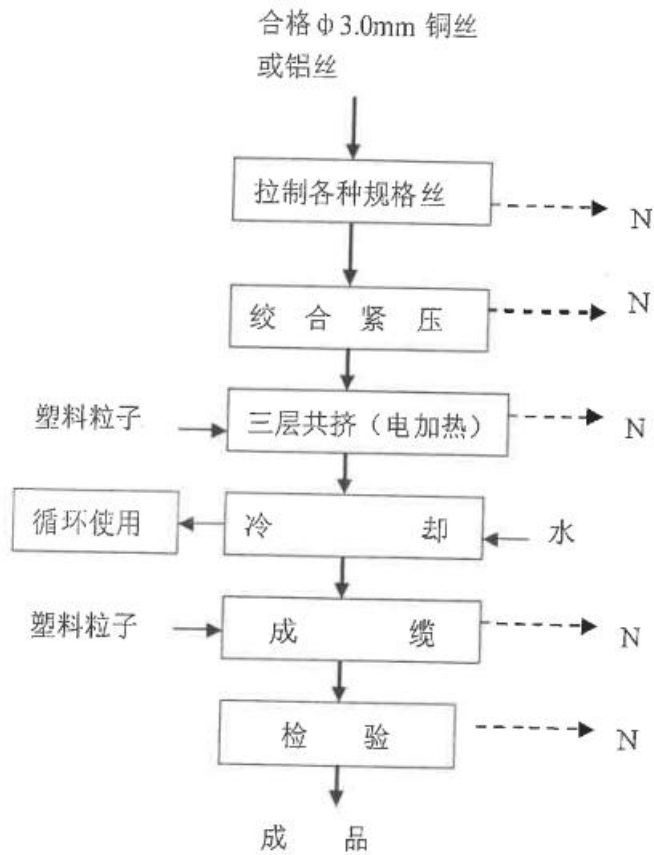 合格φ3.0mm 铜丝
或铝丝
拉制各种规格丝
N
绞 合 紧 压
N
塑料粒子
三层共挤（电加热）
N
循环使用
冷 却
水
塑料粒子
成 缆
N
检 验
N
成 品